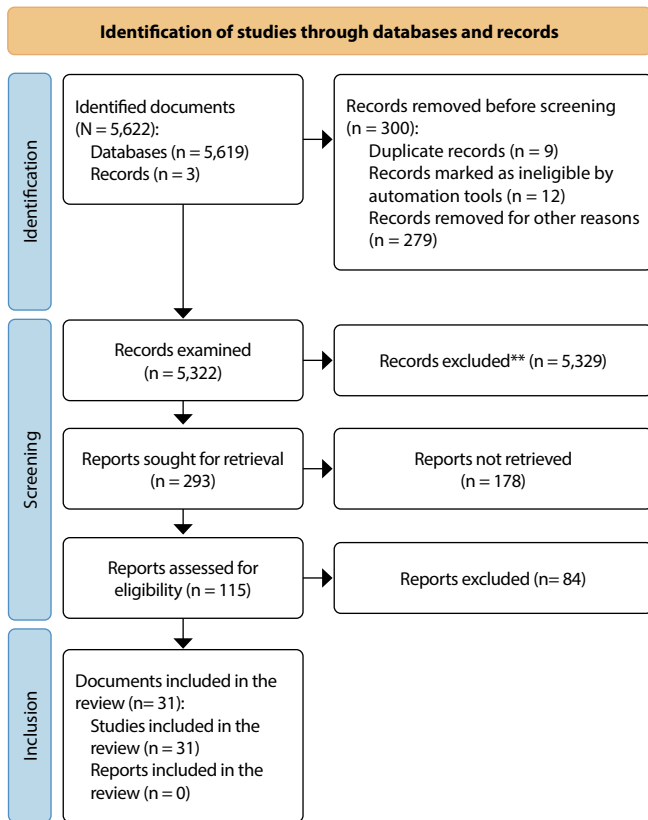 Identification of studies through databases and records
Identification
Identified documents
(N = 5,622):
Databases (n = 5,619)
Records (n = 3)
Records removed before screening
(n = 300):
Duplicate records (n = 9)
Records marked as ineligible by
automation tools (n = 12)
Records removed for other reasons
(n = 279)
Screening
Records examined
(n = 5,322)
Records excluded** (n = 5,329)
Reports sought for retrieval
(n = 293)
Reports not retrieved
(n = 178)
Reports assessed for
eligibility (n = 115)
Reports excluded (n= 84)
Inclusion
Documents included in the
review (n= 31):
Studies included in the
review (n = 31)
Reports included in the
review (n = 0)